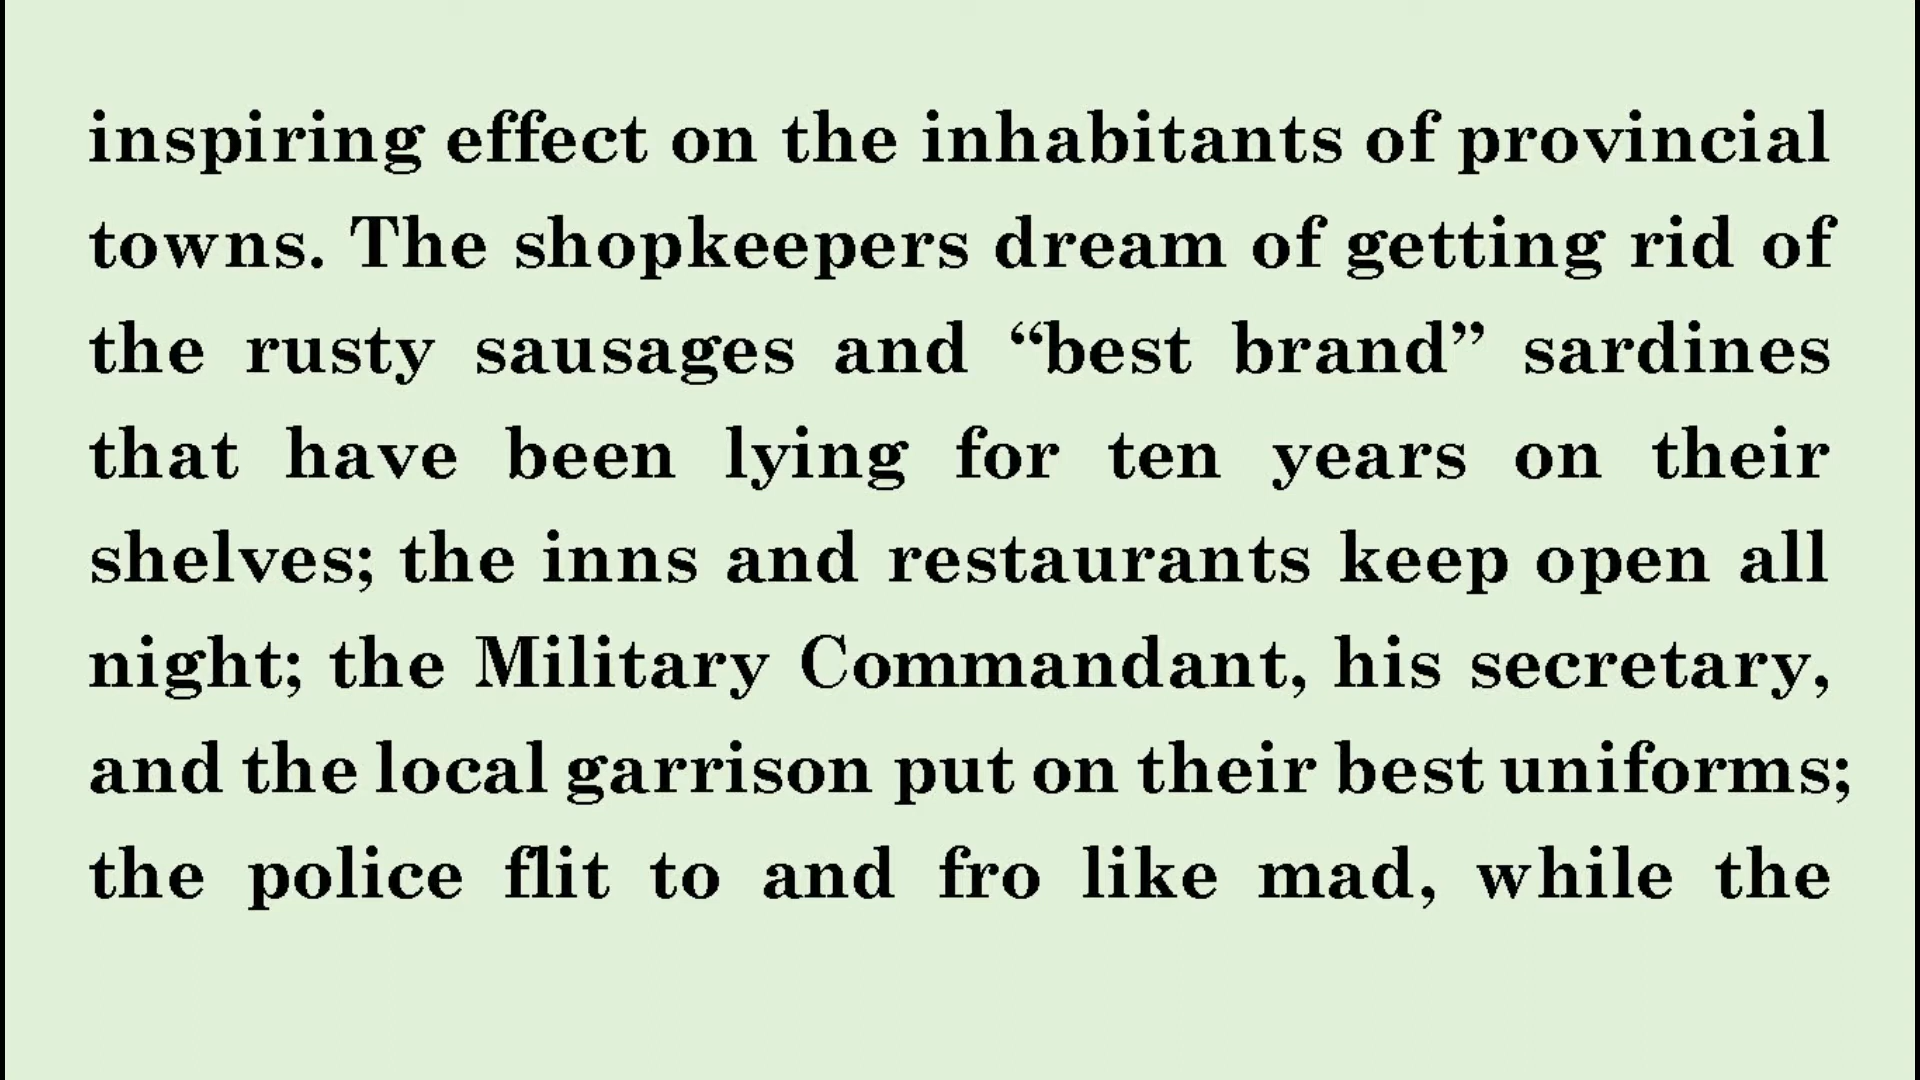 inspiring effect on the inhabitants of provincial
towns. The shopkeepers dream of getting rid of
the rusty sausages and “best brand” sardines
that have been lying for ten years on their
shelves; the inns and restaurants keep open all
night; the Military Commandant, his secretary,
and the local garrison put on their best uniforms;
the police flit to and fro like mad, while the